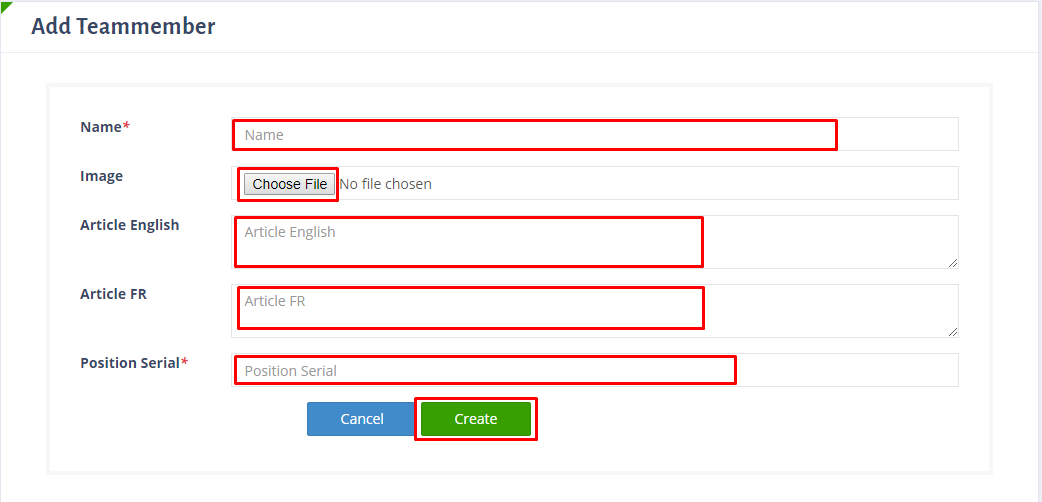 Add Teammember
Name*
Name
Image
Choose File No file chosen
Article English
Article English
Article FR
Article FR
Position Serial*
Position Serial
Cancel
Create